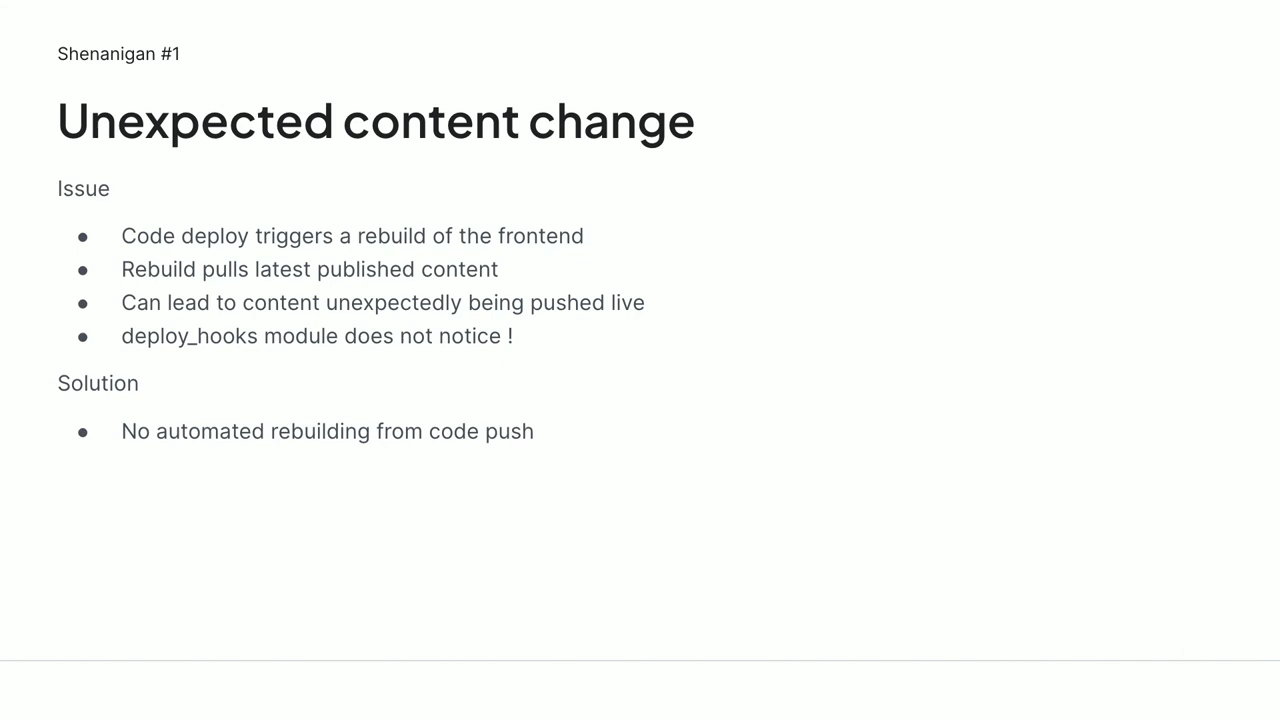 Shenanigan #1
Unexpected content change
Issue
● Code deploy triggers a rebuild of the frontend
● Rebuild pulls latest published content
● Can lead to content unexpectedly being pushed live
● deploy_hooks module does not notice !
Solution
● No automated rebuilding from code push